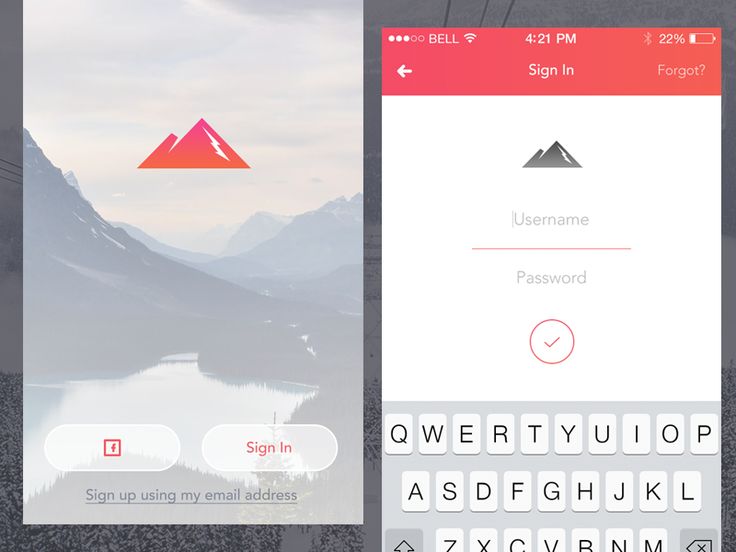 Sign In
Sign up using my email address
BELL 4:21 PM 22%
Sign In Forgot?
Username
Password
Q W E R T Y U I O P
A S D F G H J K L
Z X C V B N M